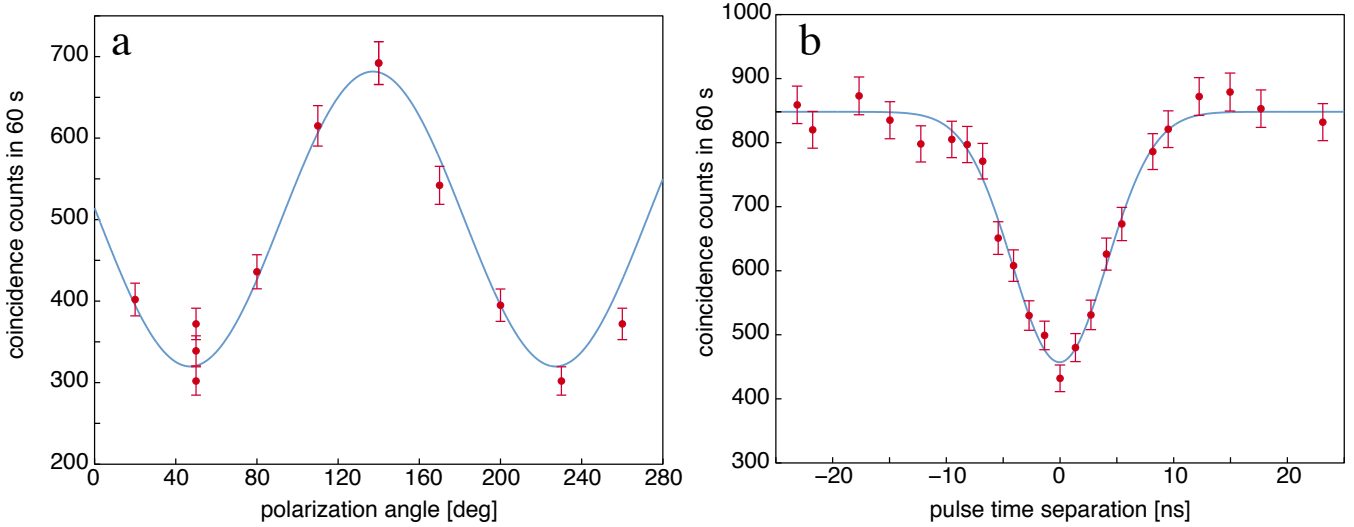 a
coincidence counts in 60 s
700
600
500
400
300
200
0 40 80 120 160 200 240 280
polarization angle [deg]
b
coincidence counts in 60 s
1000
900
800
700
600
500
400
300
−20 −10 0 10 20
pulse time separation [ns]